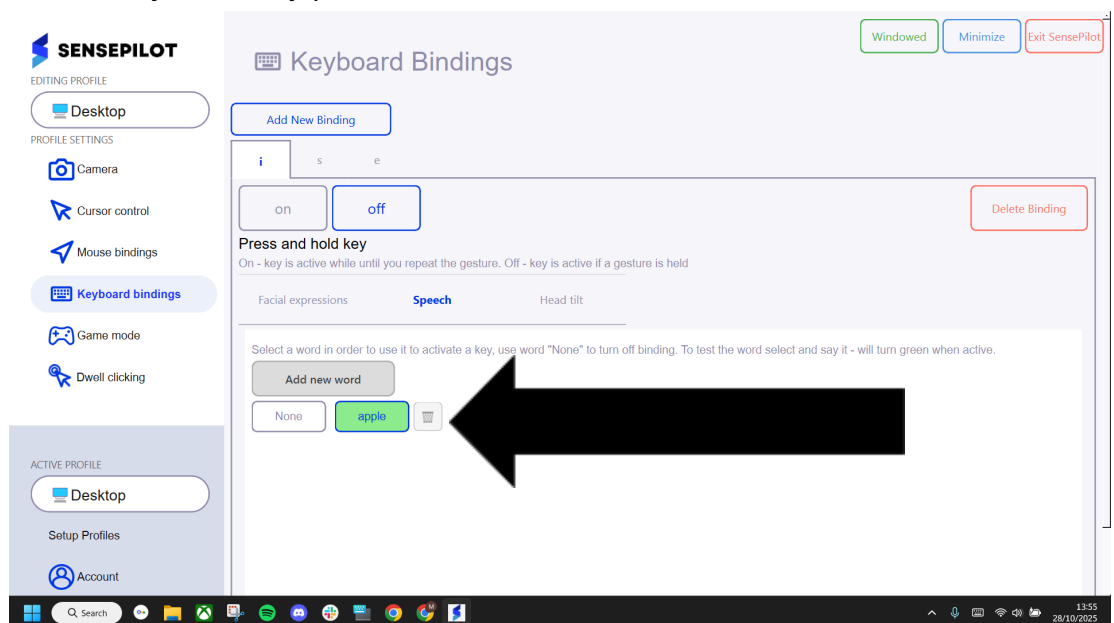 SENSEPILOT
EDITING PROFILE
Desktop
PROFILE SETTINGS
Camera
Cursor control
Mouse bindings
Keyboard bindings
Game mode
Dwell clicking
ACTIVE PROFILE
Desktop
Setup Profiles
Account
Keyboard Bindings
Windowed Minimize Exit SensePilot
Add New Binding
i s e
on off Delete Binding
Press and hold key
On - key is active while until you repeat the gesture. Off - key is active if a gesture is held
Facial expressions Speech Head tilt
Select a word in order to use it to activate a key, use word "None" to turn off binding. To test the word select and say it - will turn green when active.
Add new word
None apple
Search
13:55
28/10/2025